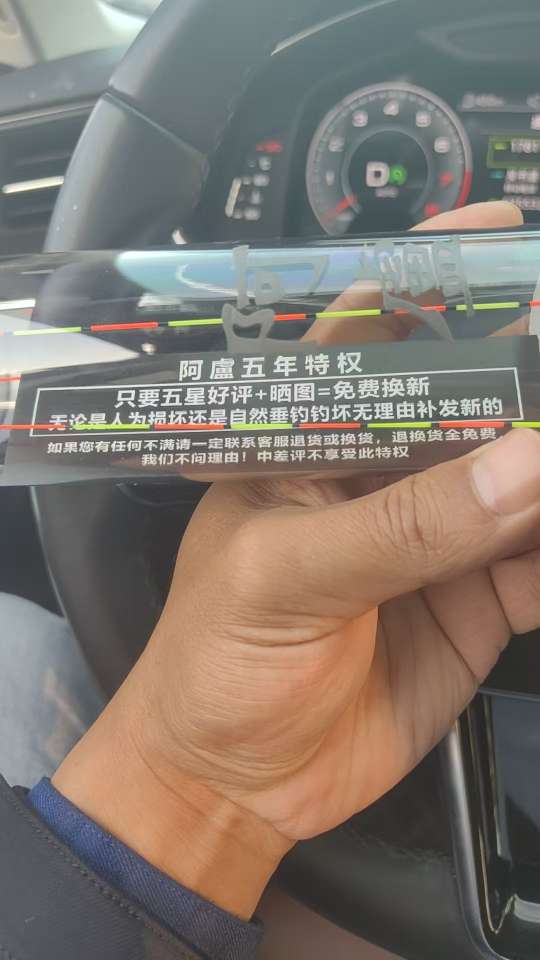 阿盧
阿盧五年特权
只要五星好评+晒图=免费换新
无论是人为损坏还是自然垂钓钓坏无理由补发新的
如果您有任何不满请一定联系客服退货或换货，退换货全免费，
我们不问理由！中差评不享受此特权